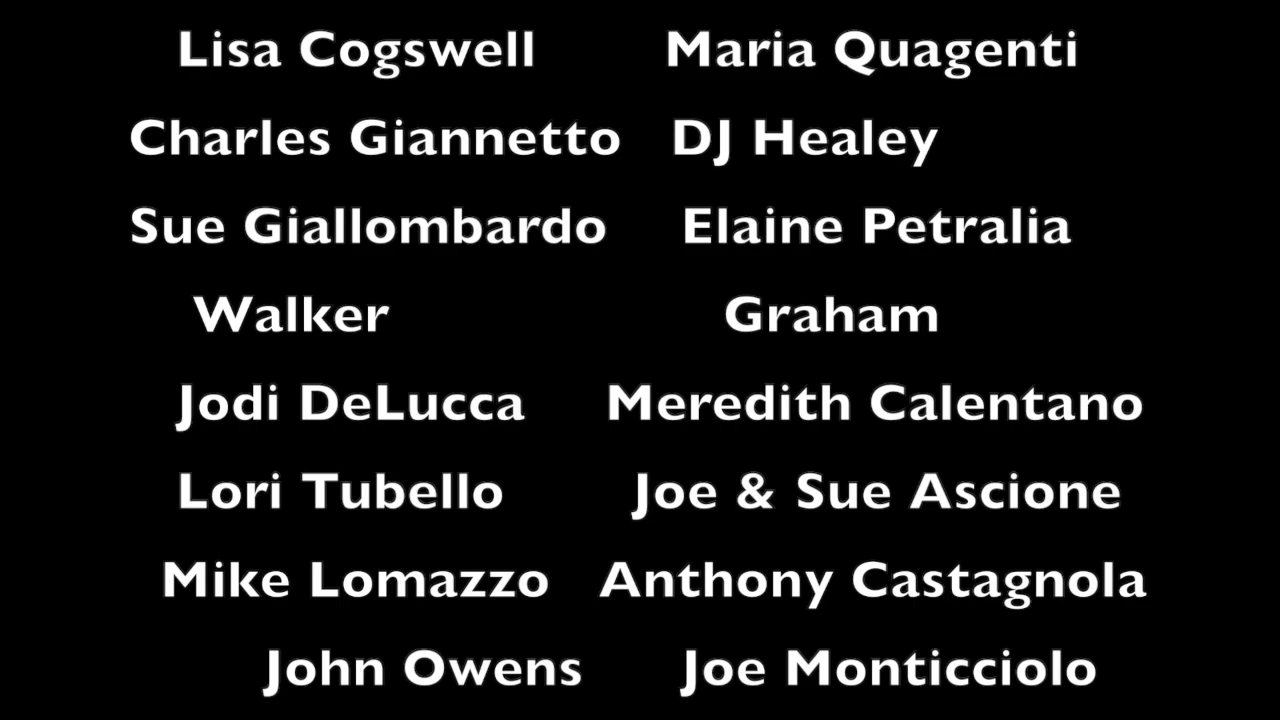 Lisa Cogswell Maria Quagenti
Charles Giannetto DJ Healey
Sue Giallombardo Elaine Petralia
Walker Graham
Jodi DeLucca Meredith Calentano
Lori Tubello Joe & Sue Ascione
Mike Lomazzo Anthony Castagnola
John Owens Joe Monticciolo